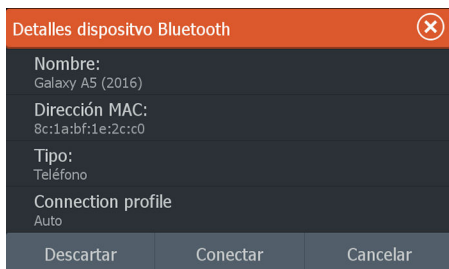 Detalles dispositvo Bluetooth
Nombre:
Galaxy A5 (2016)
Dirección MAC:
8c:1a:bf:1e:2c:c0
Tipo:
Teléfono
Connection profile
Auto
Descartar Conectar Cancelar